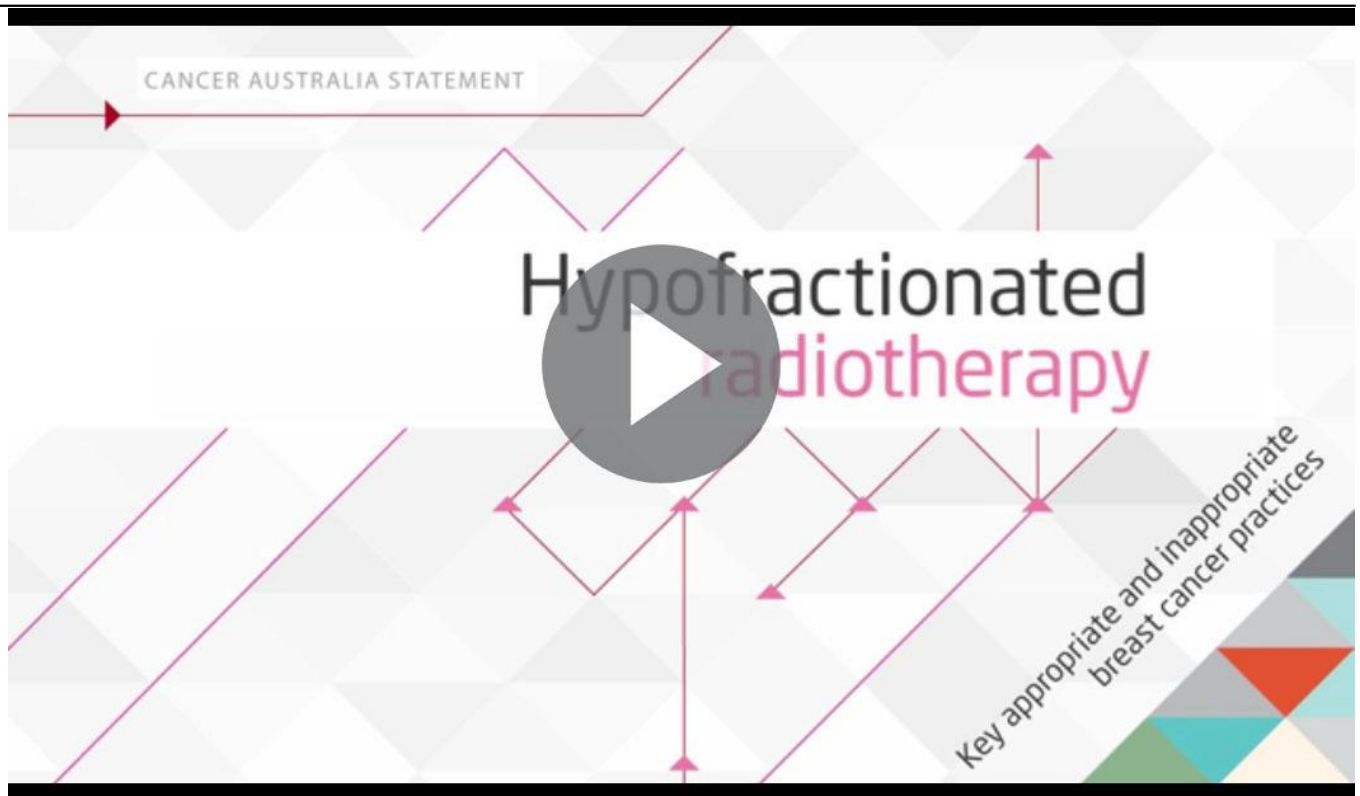 CANCER AUSTRALIA STATEMENT
Hypofractionated
radiotherapy
Key appropriate and inappropriate
breast cancer practices